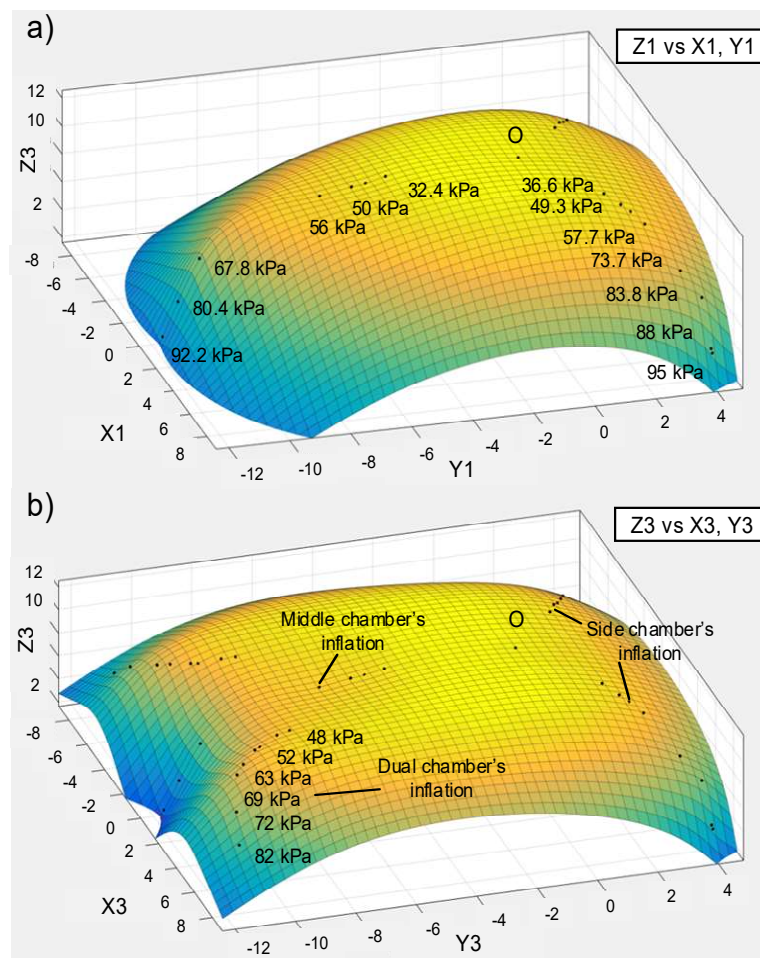 a)
Z1 vs X1, Y1
12
10
Z3
2
O
32.4 kPa
36.6 kPa
50 kPa
49.3 kPa
56 kPa
57.7 kPa
67.8 kPa
73.7 kPa
80.4 kPa
83.8 kPa
92.2 kPa
88 kPa
95 kPa
-8
-6
-4
-2
0
2
4
6
8
X1
-12
-10
-8
-6
-4
-2
0
2
4
Y1
b)
Z3 vs X3, Y3
12
10
Z3
2
O
Middle chamber's
inflation
Side chamber's
inflation
48 kPa
52 kPa
63 kPa
Dual chamber's
inflation
69 kPa
72 kPa
82 kPa
-8
-6
-4
-2
0
2
4
6
8
X3
-12
-10
-8
-6
-4
-2
0
2
4
Y3